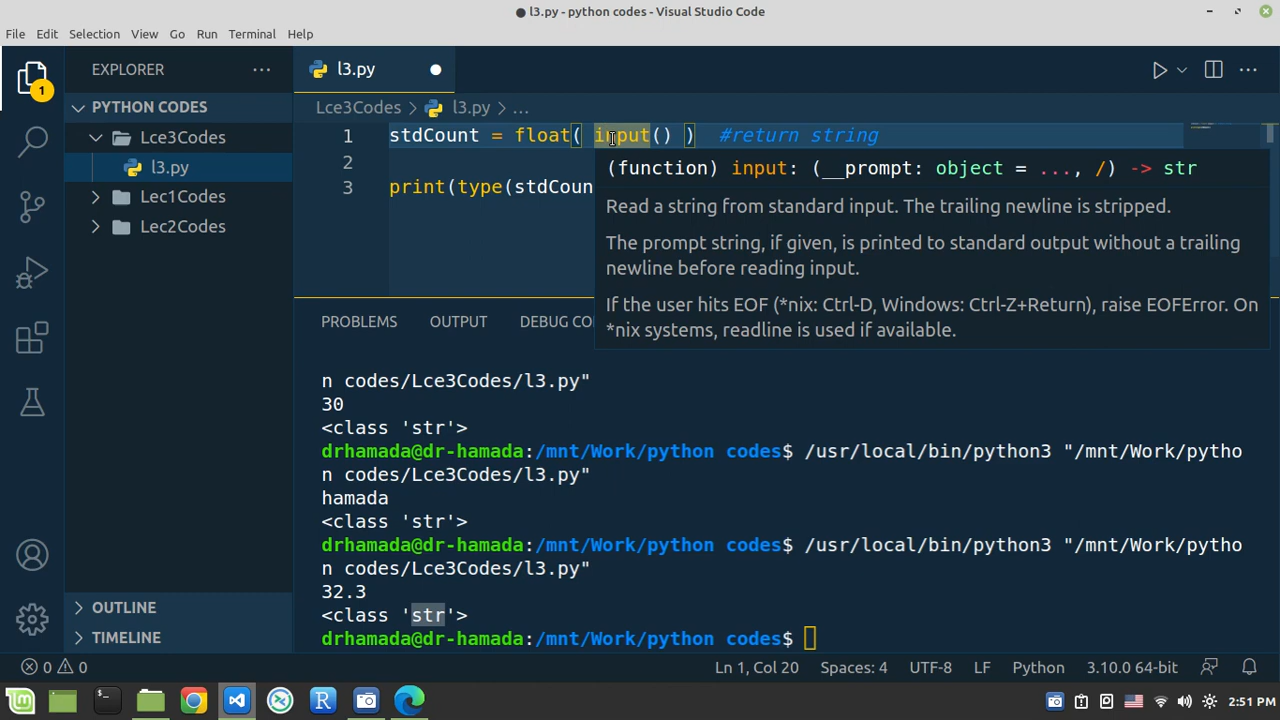 l3.py - python codes - Visual Studio Code
File Edit Selection View Go Run Terminal Help
EXPLORER
l3.py
PYTHON CODES
Lce3Codes > l3.py > ...
Lce3Codes
l3.py
Lec1Codes
Lec2Codes
1 stdCount = float( input() ) #return string
2
3 print(type(stdCoun
(function) input: (__prompt: object = ..., /) -> str
Read a string from standard input. The trailing newline is stripped.
The prompt string, if given, is printed to standard output without a trailing
newline before reading input.
If the user hits EOF (*nix: Ctrl-D, Windows: Ctrl-Z+Return), raise EOFError. On
*nix systems, readline is used if available.
PROBLEMS OUTPUT DEBUG CO
n codes/Lce3Codes/l3.py"
30
<class 'str'>
drhamada@dr-hamada:/mnt/Work/python codes$ /usr/local/bin/python3 "/mnt/Work/pytho
n codes/Lce3Codes/l3.py"
hamada
<class 'str'>
drhamada@dr-hamada:/mnt/Work/python codes$ /usr/local/bin/python3 "/mnt/Work/pytho
n codes/Lce3Codes/l3.py"
32.3
<class 'str'>
drhamada@dr-hamada:/mnt/Work/python codes$
1
OUTLINE
TIMELINE
0 0 Ln 1, Col 20 Spaces: 4 UTF-8 LF Python 3.10.0 64-bit
R 2:51 PM